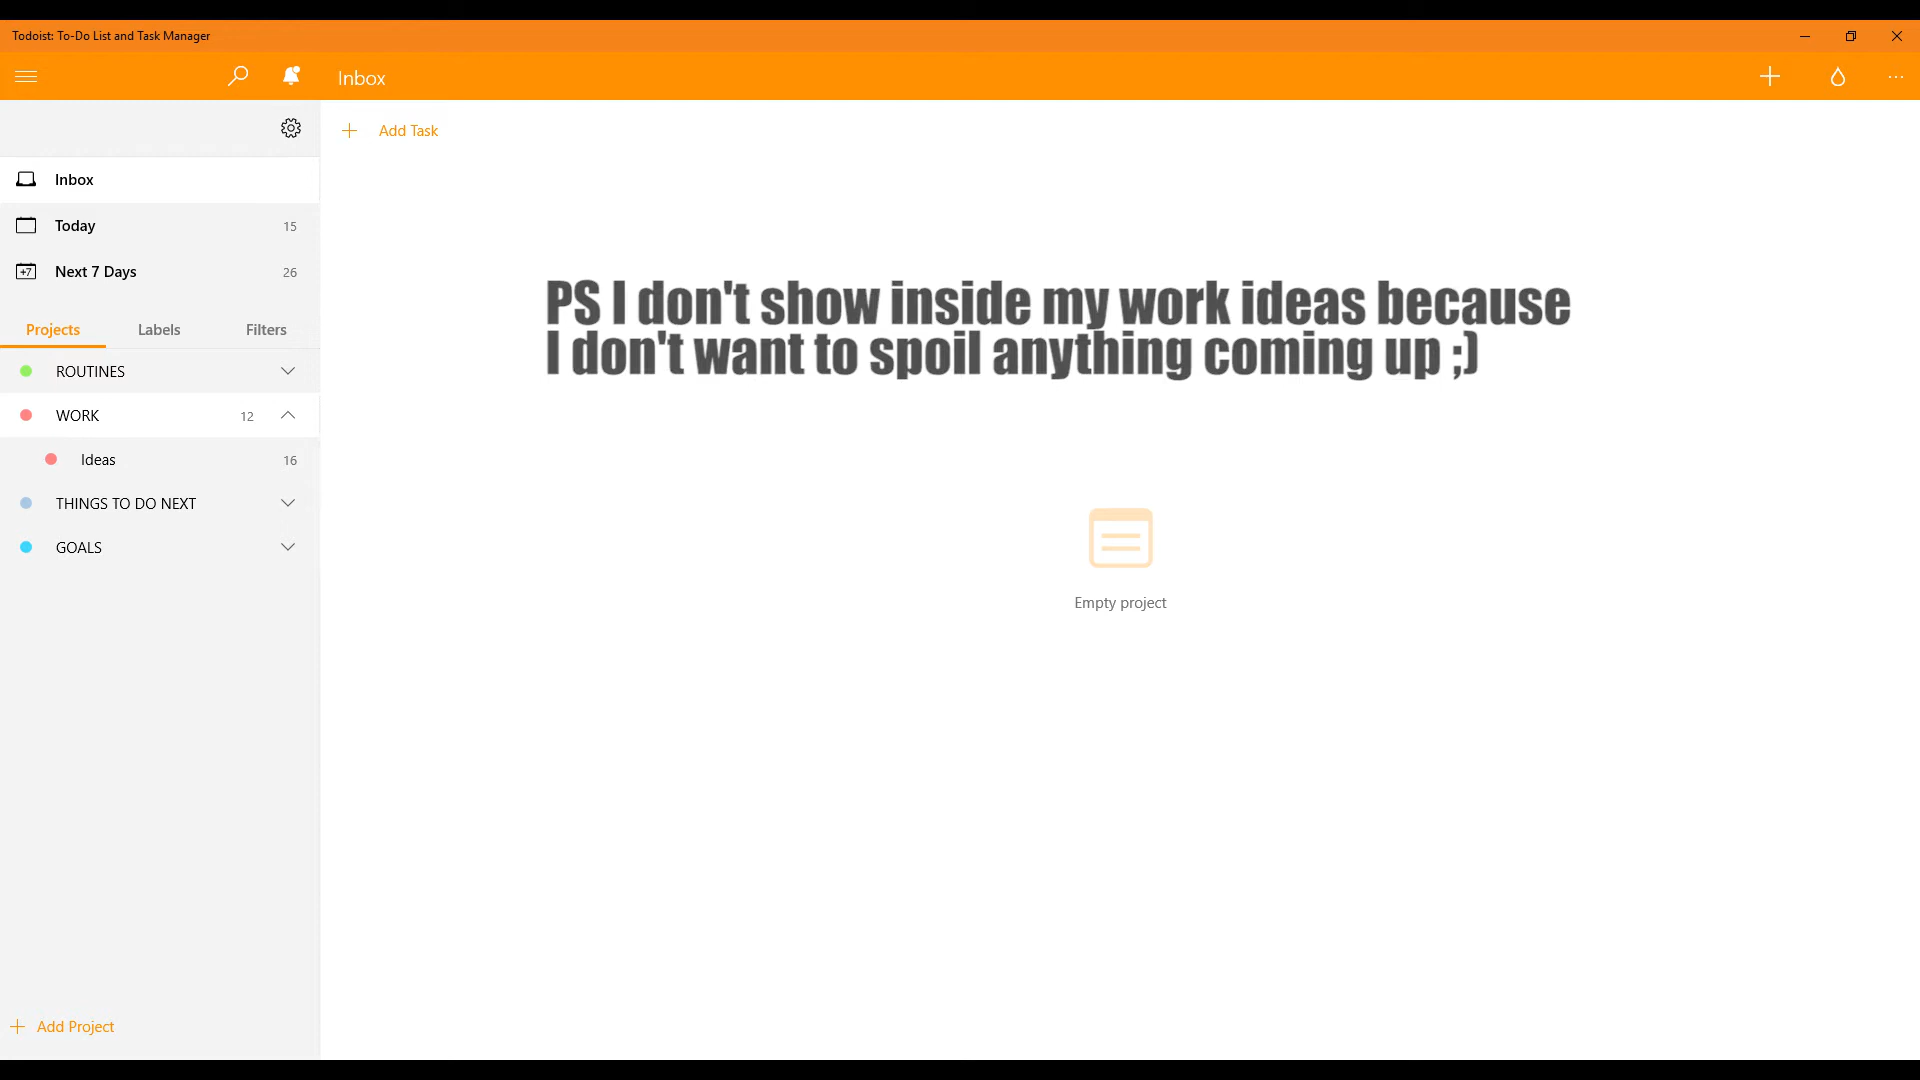 Todoist: To-Do List and Task Manager
Inbox
Add Task
Inbox
Today 15
+7 Next 7 Days 26
Projects Labels Filters
ROUTINES
WORK 12
Ideas 16
THINGS TO DO NEXT
GOALS
PS I don't show inside my work ideas because
I don't want to spoil anything coming up ;)
Empty project
Add Project